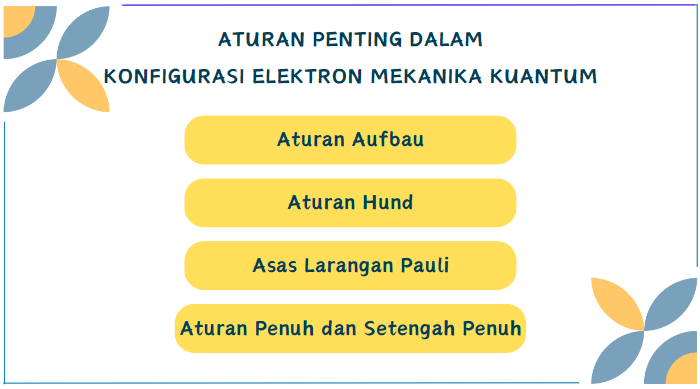 ATURAN PENTING DALAM
KONFIGURASI ELEKTRON MEKANIKA KUANTUM
Aturan Aufbau
Aturan Hund
Asas Larangan Pauli
Aturan Penuh dan Setengah Penuh